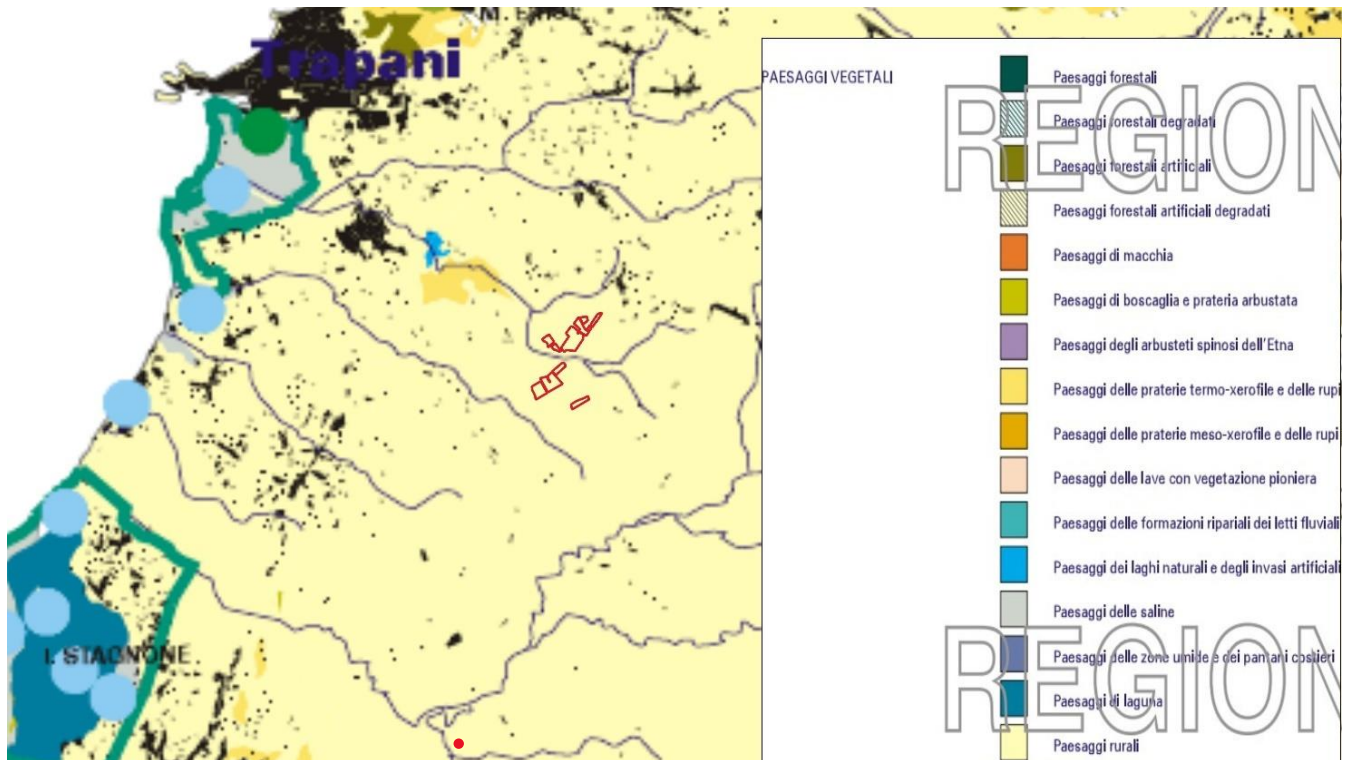 M. ERICE
Trapani
I. STAGNONE
PAESAGGI VEGETALI
Paesaggi forestali
Paesaggi forestali degradati
Paesaggi forestali artificiali
Paesaggi forestali artificiali degradati
Paesaggi di macchia
Paesaggi di boscaglia e prateria arbustata
Paesaggi degli arbusteti spinosi dell'Etna
Paesaggi delle praterie termo-xerofile e delle rupi
Paesaggi delle praterie meso-xerofile e delle rupi
Paesaggi delle lave con vegetazione pioniera
Paesaggi delle formazioni ripariali dei letti fluviali
Paesaggi dei laghi naturali e degli invasi artificiali
Paesaggi delle saline
Paesaggi delle zone umide e dei pantani costieri
Paesaggi di laguna
Paesaggi rurali
REGION
REGION